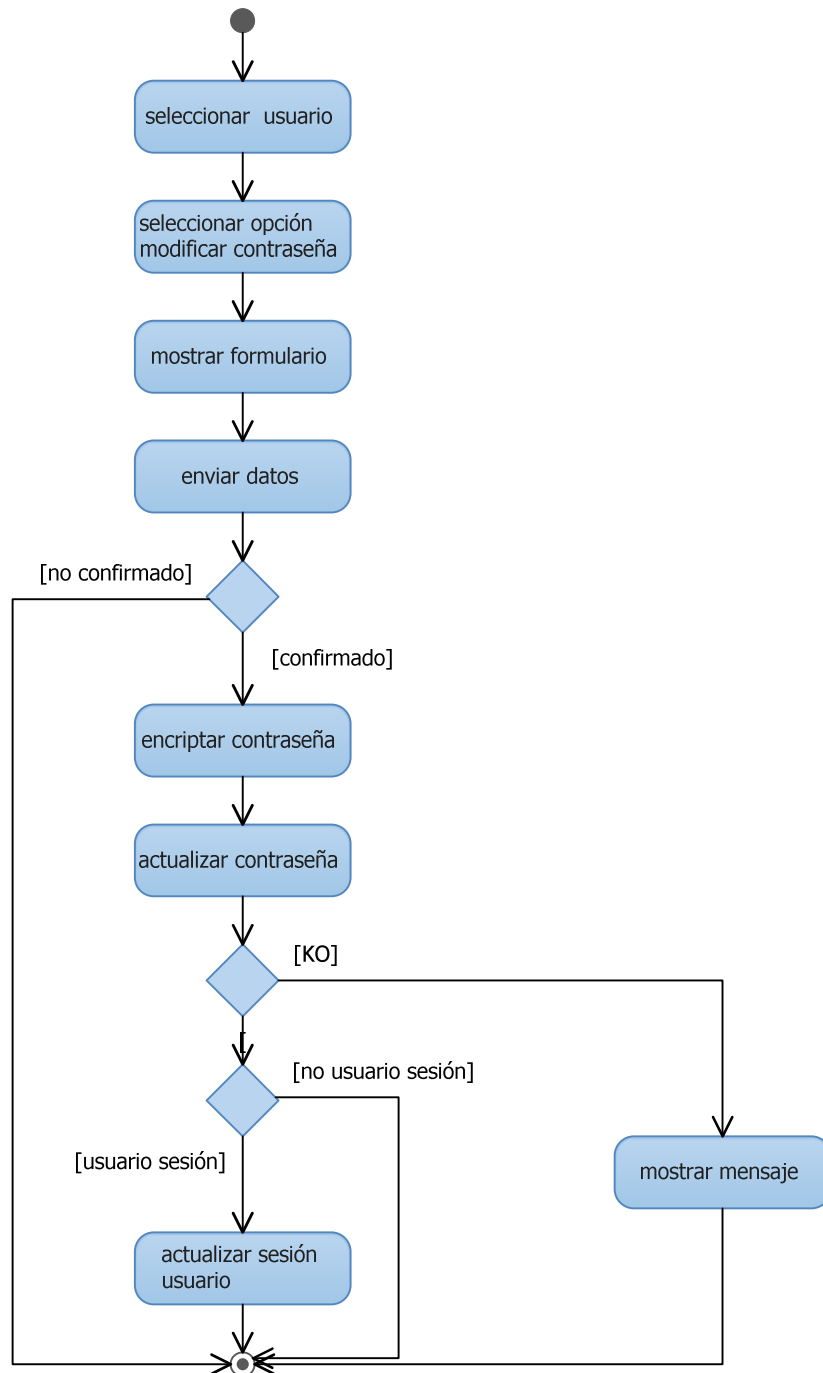 seleccionar usuario
seleccionar opción
modificar contraseña
mostrar formulario
enviar datos
[no confirmado]
[confirmado]
encriptar contraseña
actualizar contraseña
[KO]
[
[no usuario sesión]
[usuario sesión]
mostrar mensaje
actualizar sesión
usuario